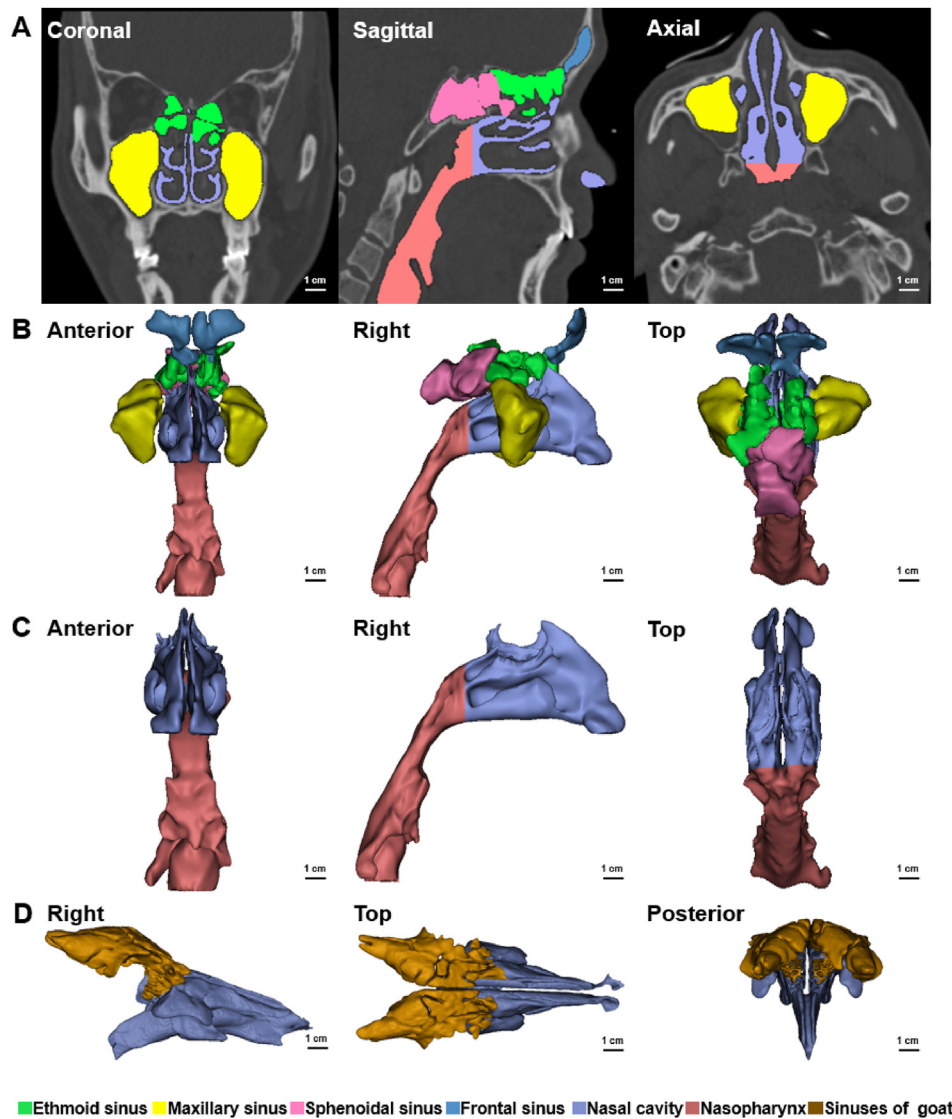 A Coronal Sagittal Axial
1 cm 1 cm 1 cm
B Anterior Right Top
1 cm 1 cm 1 cm
C Anterior Right Top
1 cm 1 cm 1 cm
D Right Top Posterior
1 cm 1 cm 1 cm
Ethmoid sinus Maxillary sinus Sphenoidal sinus Frontal sinus Nasal cavity Nasopharynx Sinuses of goa